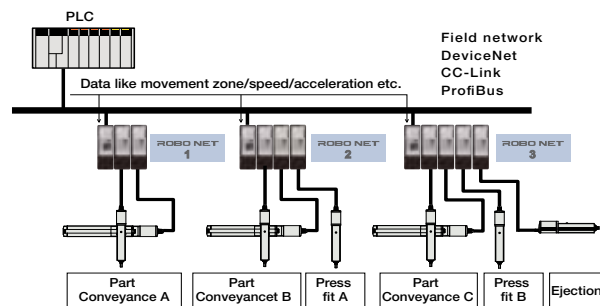 PLC
Field network
DeviceNet
CC-Link
ProfiBus
Data like movement zone/speed/acceleration etc.
ROBO NET
1
ROBO NET
2
ROBO NET
3
Part
Conveyance A
Part
Conveyancet B
Press
fit A
Part
Conveyance C
Press
fit B
Ejection